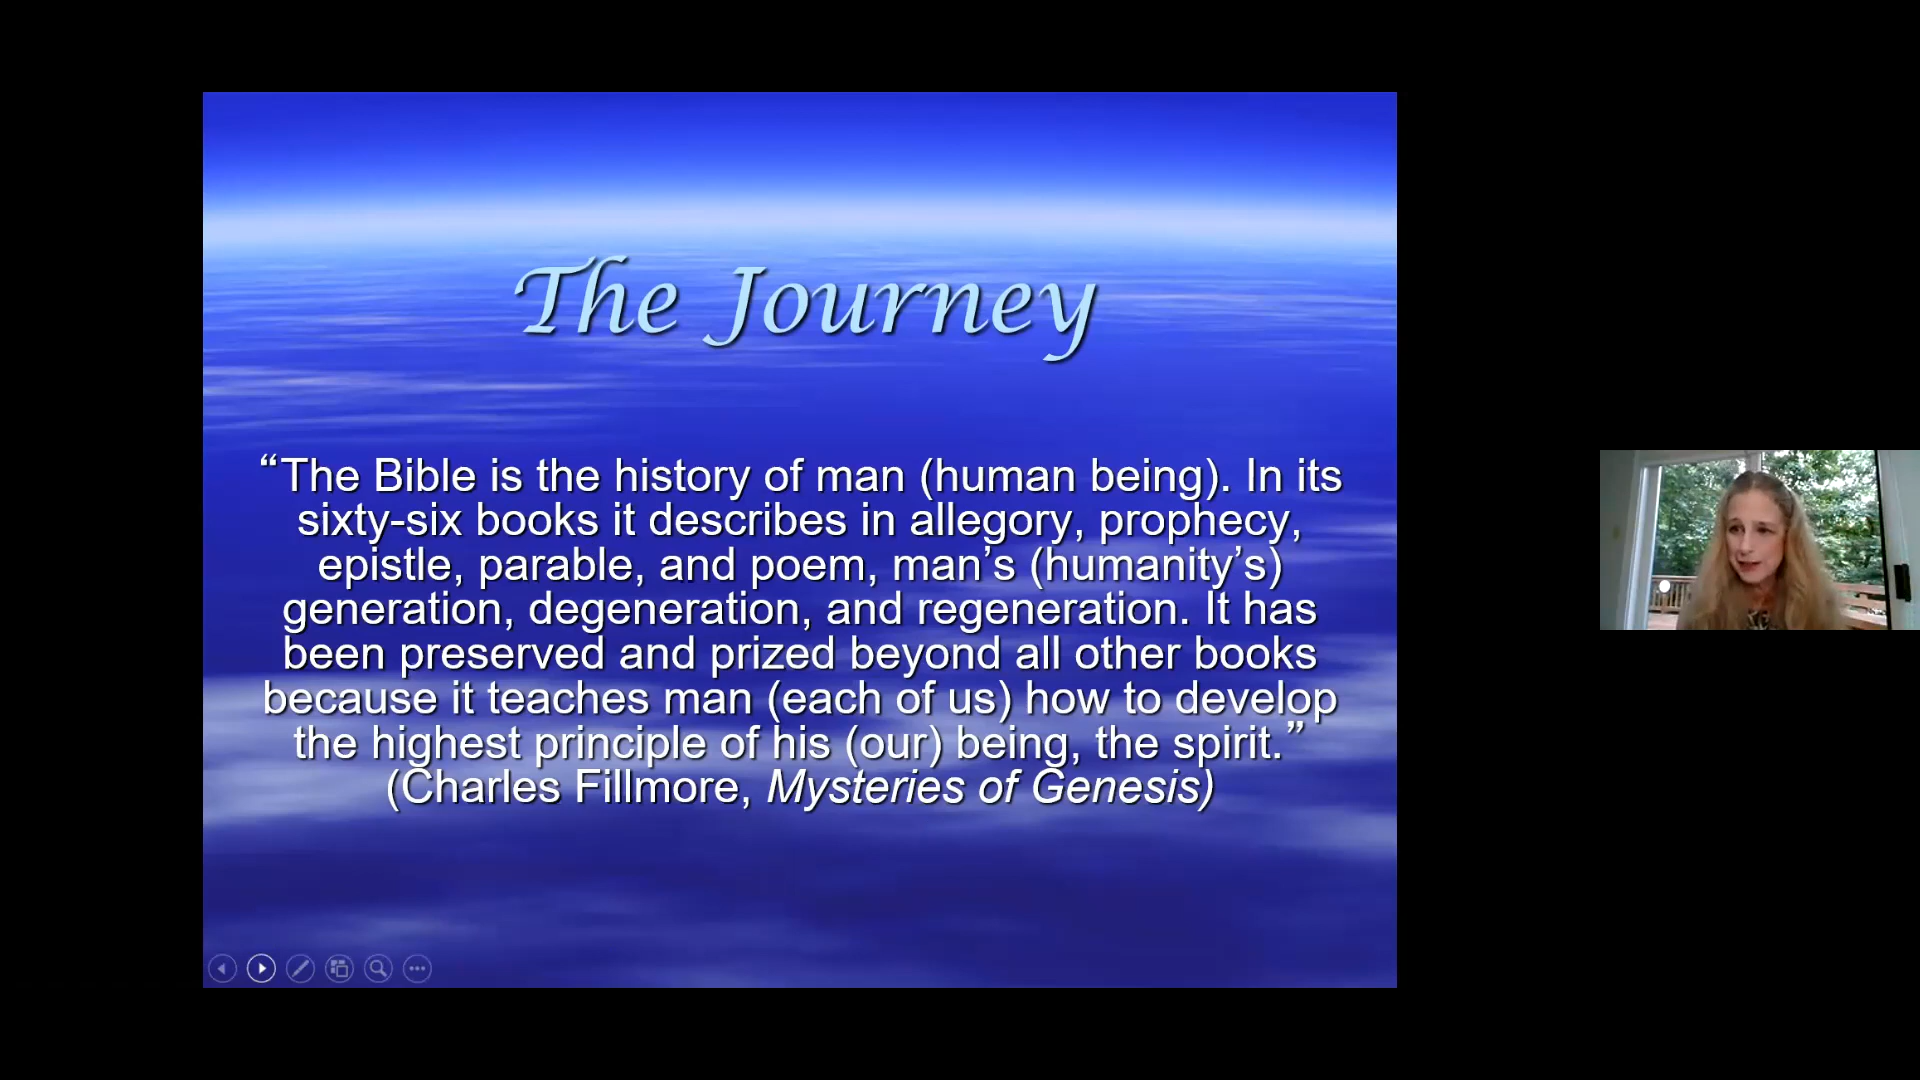 The Journey
“The Bible is the history of man (human being). In its
sixty-six books it describes in allegory, prophecy,
epistle, parable, and poem, man’s (humanity’s)
generation, degeneration, and regeneration. It has
been preserved and prized beyond all other books
because it teaches man (each of us) how to develop
the highest principle of his (our) being, the spirit.”
(Charles Fillmore, Mysteries of Genesis)